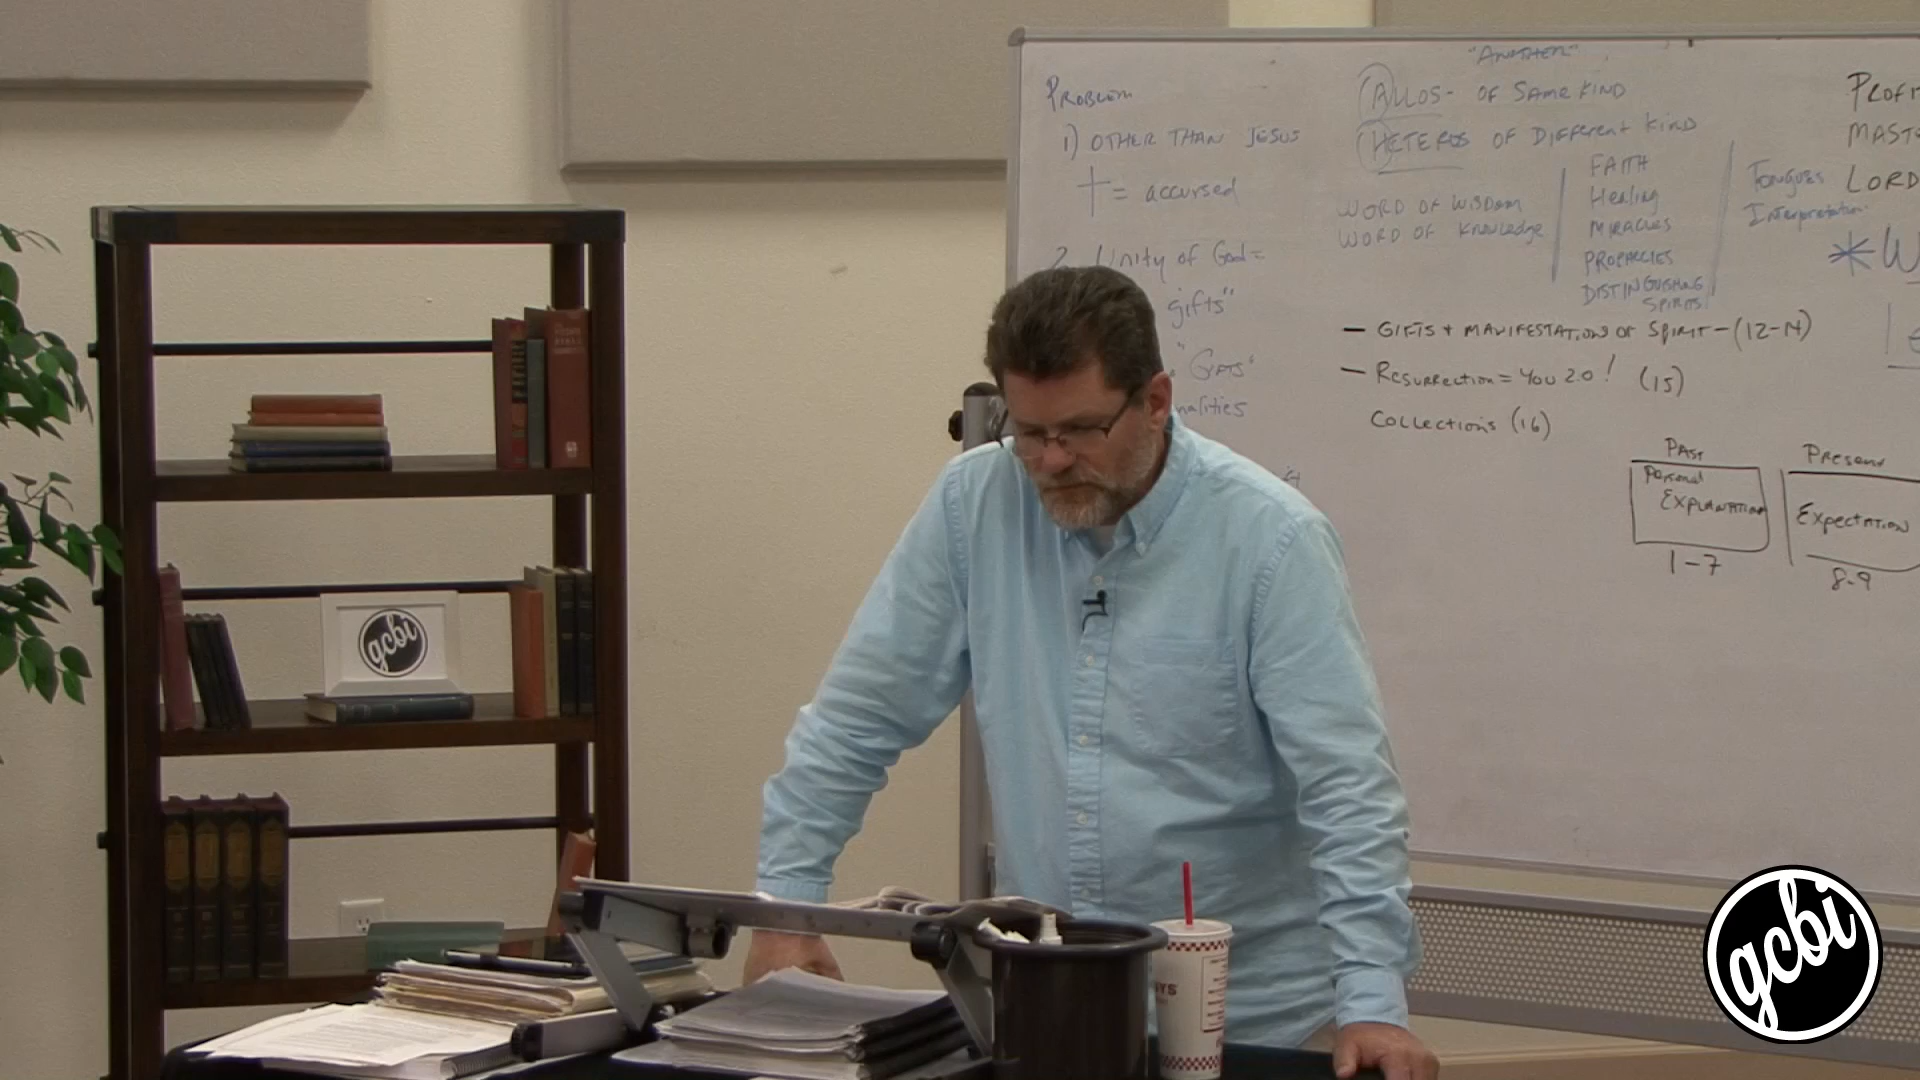 "ANOTHER"
PROBLEM
1) OTHER THAN JESUS
† = accursed
2. Unity of God =
gifts"
"GIFTS"
nalities
ALLOS - OF SAME KIND
HETEROS OF DIFFERENT KIND
WORD OF WISDOM
WORD OF KNOWLEDGE
FAITH
Healing
MIRACLES
PROPHECIES
DISTINGUISHING
SPIRITS
TONGUES
Interpretation
MAST
LORD
*W
— GIFTS + MANIFESTATIONS OF SPIRIT - (12-14)
— RESURRECTION = YOU 2.0! (15)
COLLECTIONS (16)
PAST
Personal
EXPLANATION
1-7
PRESENT
EXPECTATION
8-9
gcbi
gcbi